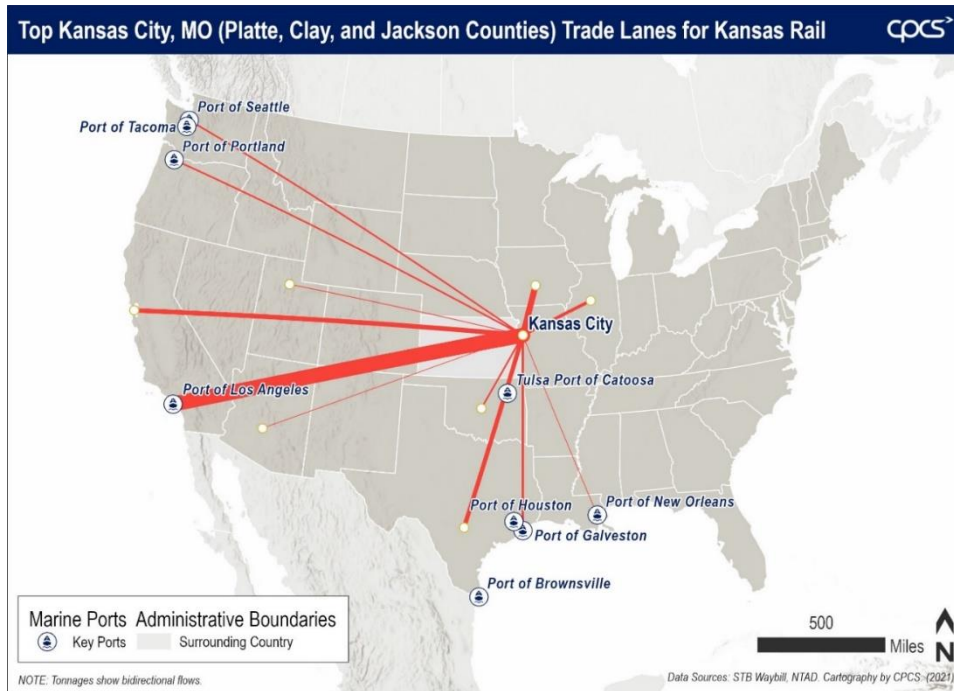 Top Kansas City, MO (Platte, Clay, and Jackson Counties) Trade Lanes for Kansas Rail
CPCS
Port of Seattle
Port of Tacoma
Port of Portland
Kansas City
Port of Los Angeles
Tulsa Port of Catoosa
Port of Houston
Port of New Orleans
Port of Galveston
Port of Brownsville
Marine Ports Administrative Boundaries
Key Ports Surrounding Country
500
Miles
N
NOTE: Tonnages show bidirectional flows.
Data Sources: STB Waybill, NTAD. Cartography by CPCS. (2021)